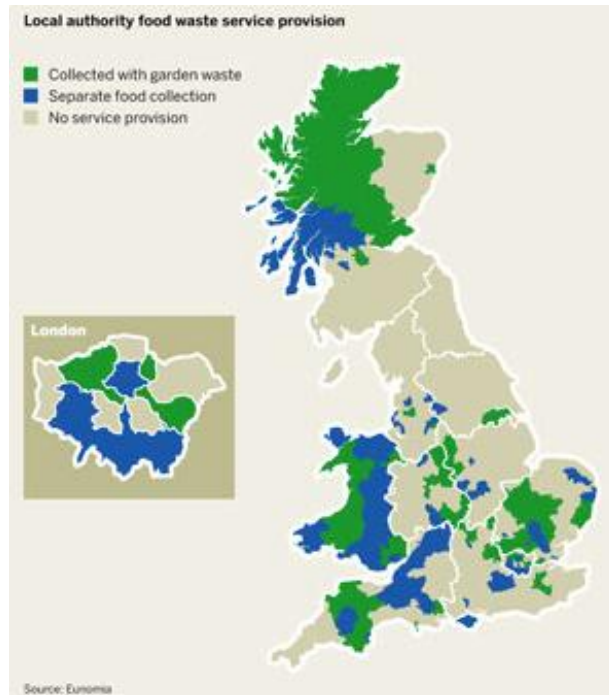 Local authority food waste service provision
Collected with garden waste
Separate food collection
No service provision
London
Source: Eunomia